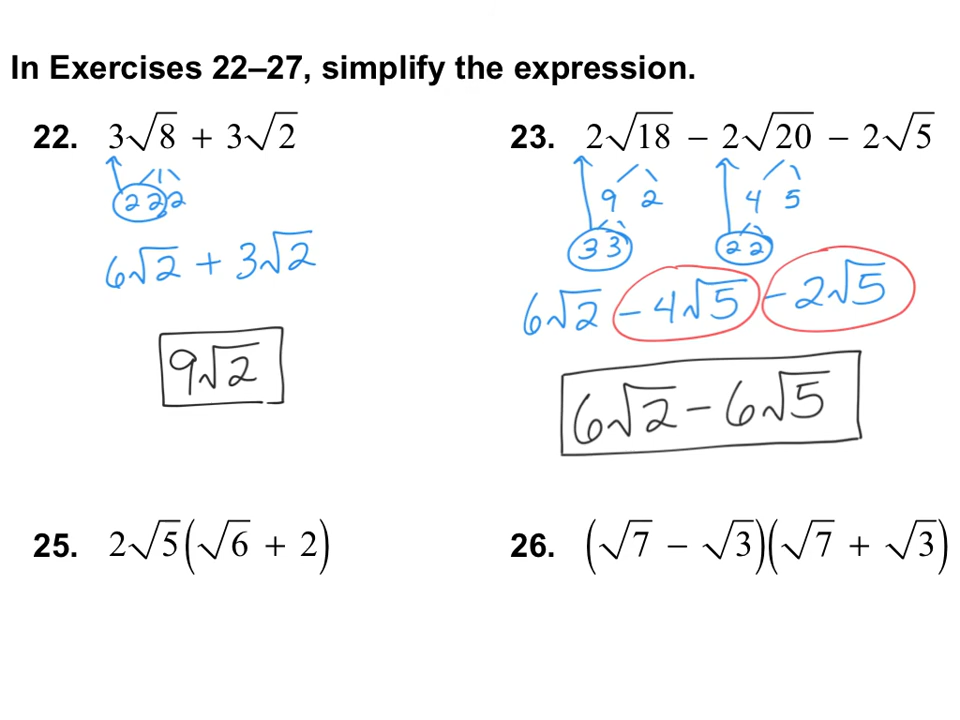 In Exercises 22–27, simplify the expression.
22. 3√8 + 3√2
2 2 2
6√2 + 3√2
9√2
23. 2√18 − 2√20 − 2√5
9 2 4 5
3 3 2 2
6√2 − 4√5 − 2√5
6√2 − 6√5
25. 2√5(√6 + 2)
26. (√7 − √3)(√7 + √3)